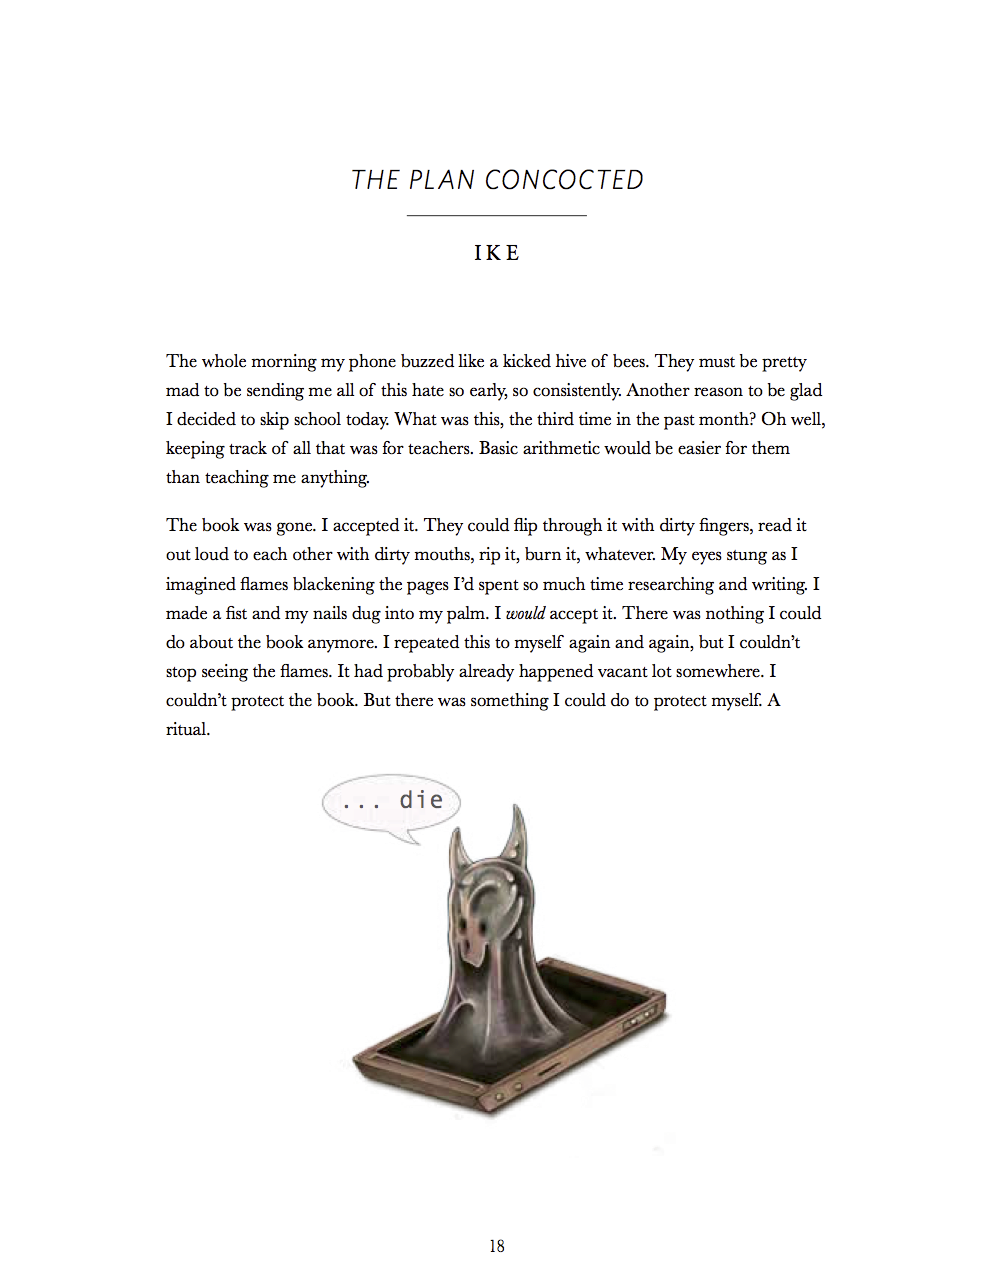 THE PLAN CONCOCTED
IKE
The whole morning my phone buzzed like a kicked hive of bees. They must be pretty
mad to be sending me all of this hate so early, so consistently. Another reason to be glad
I decided to skip school today. What was this, the third time in the past month? Oh well,
keeping track of all that was for teachers. Basic arithmetic would be easier for them
than teaching me anything.
The book was gone. I accepted it. They could flip through it with dirty fingers, read it
out loud to each other with dirty mouths, rip it, burn it, whatever. My eyes stung as I
imagined flames blackening the pages I’d spent so much time researching and writing. I
made a fist and my nails dug into my palm. I would accept it. There was nothing I could
do about the book anymore. I repeated this to myself again and again, but I couldn’t
stop seeing the flames. It had probably already happened vacant lot somewhere. I
couldn’t protect the book. But there was something I could do to protect myself. A
ritual.
... die
18